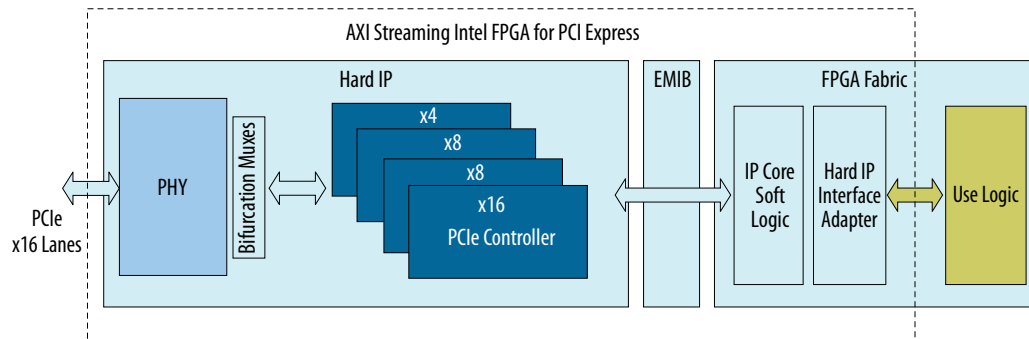 AXI Streaming Intel FPGA for PCI Express
Hard IP
EMIB
FPGA Fabric
PCIe
x16 Lanes
PHY
Bifurcation Muxes
x4
x8
x8
x16
PCIe Controller
IP Core
Soft
Logic
Hard IP
Interface
Adapter
Use Logic